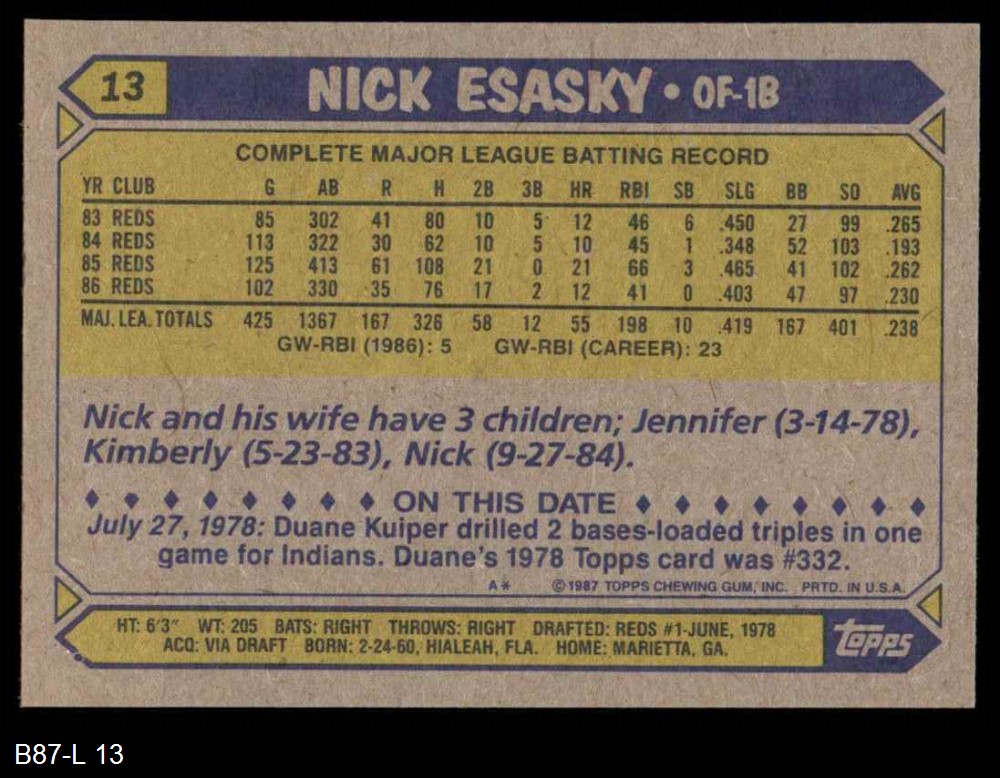 13 NICK ESASKY • OF-1B
COMPLETE MAJOR LEAGUE BATTING RECORD
YR CLUB G AB R H 2B 3B HR RBI SB SLG BB SO AVG
83 REDS 85 302 41 80 10 5 12 46 6 .450 27 99 .265
84 REDS 113 322 30 62 10 5 10 45 1 .348 52 103 .193
85 REDS 125 413 61 108 21 0 21 66 3 .465 41 102 .262
86 REDS 102 330 35 76 17 2 12 41 0 .403 47 97 .230
MAJ. LEA. TOTALS 425 1367 167 326 58 12 55 198 10 .419 167 401 .238
GW-RBI (1986): 5 GW-RBI (CAREER): 23
Nick and his wife have 3 children; Jennifer (3-14-78),
Kimberly (5-23-83), Nick (9-27-84).
♦ ♦ ♦ ♦ ♦ ♦ ♦ ♦ ON THIS DATE ♦ ♦ ♦ ♦ ♦ ♦ ♦ ♦
July 27, 1978: Duane Kuiper drilled 2 bases-loaded triples in one
game for Indians. Duane's 1978 Topps card was #332.
A* ©1987 TOPPS CHEWING GUM, INC. PRTD. IN U.S.A.
HT: 6'3" WT: 205 BATS: RIGHT THROWS: RIGHT DRAFTED: REDS #1-JUNE, 1978
ACQ: VIA DRAFT BORN: 2-24-60, HIALEAH, FLA. HOME: MARIETTA, GA.
topps
B87-L 13